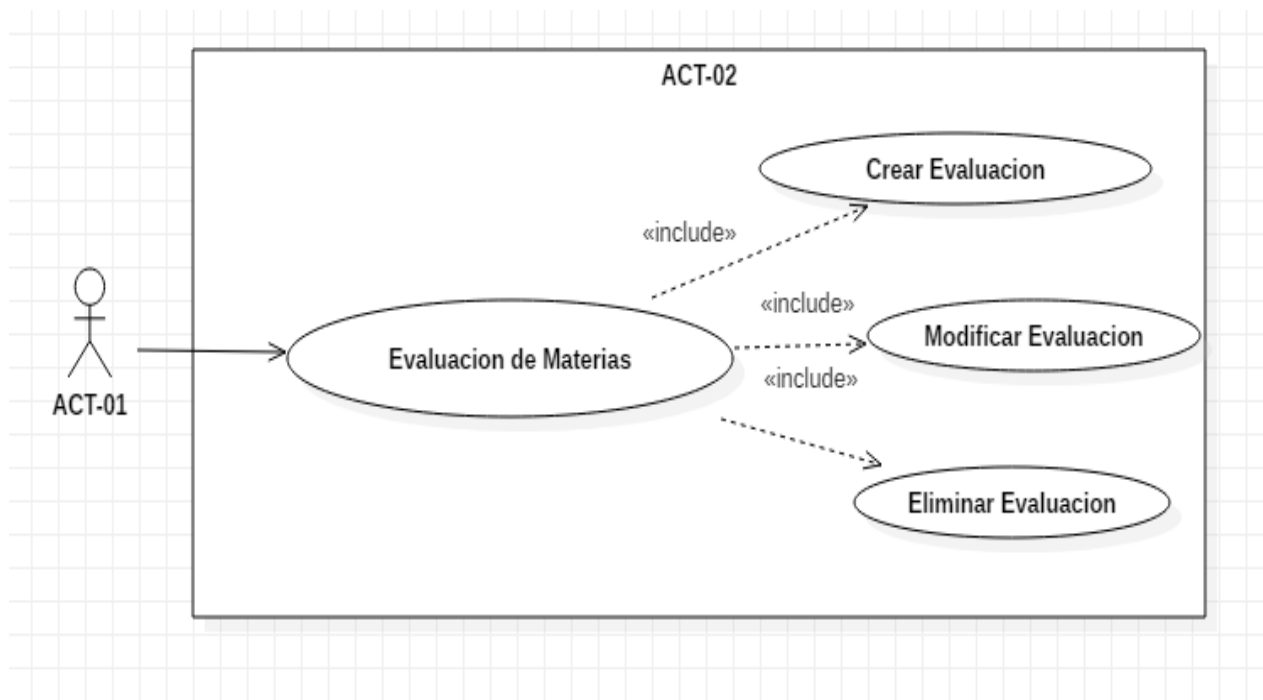 ACT-02
Crear Evaluacion
«include»
«include»
Modificar Evaluacion
Evaluacion de Materias
«include»
ACT-01
Eliminar Evaluacion